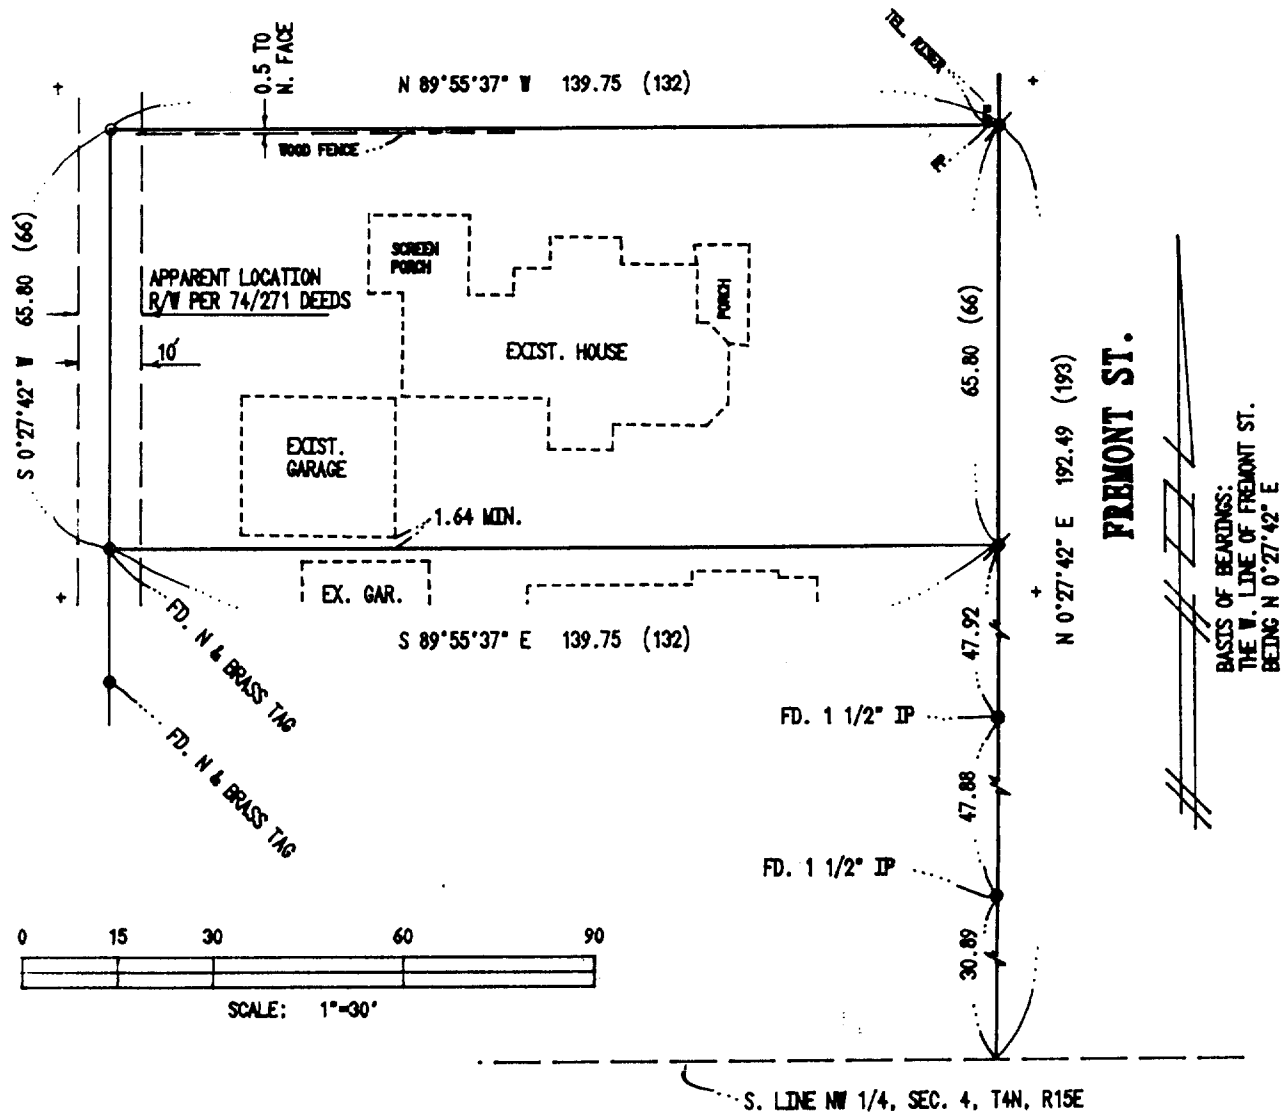 0.5 TO
N. FACE
N 89°55'37" W 139.75 (132)
TEL. RISER
WOOD FENCE
PP
S 0°27'42" W 65.80 (66)
SCREEN
PORCH
APPARENT LOCATION
R/W PER 74/271 DEEDS
PORCH
10'
EXIST. HOUSE
65.80 (66)
N 0°27'42" E 192.49 (193)
FREMONT ST.
EXIST.
GARAGE
1.64 MIN.
EX. GAR.
S 89°55'37" E 139.75 (132)
FD. N & BRASS TAG
FD. N & BRASS TAG
47.92
FD. 1 1/2" IP
47.88
FD. 1 1/2" IP
30.89
BASIS OF BEARINGS:
THE W. LINE OF FREMONT ST.
BEING N 0°27'42" E
N
0 15 30 60 90
SCALE: 1"=30'
S. LINE NW 1/4, SEC. 4, T4N, R15E